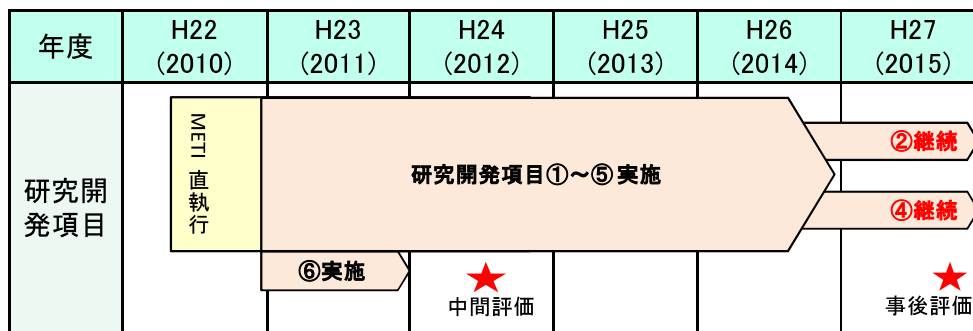 年度
H22
(2010)
H23
(2011)
H24
(2012)
H25
(2013)
H26
(2014)
H27
(2015)
研究開
発項目
METI 直執行
研究開発項目①～⑤実施
②継続
④継続
⑥実施
中間評価
事後評価